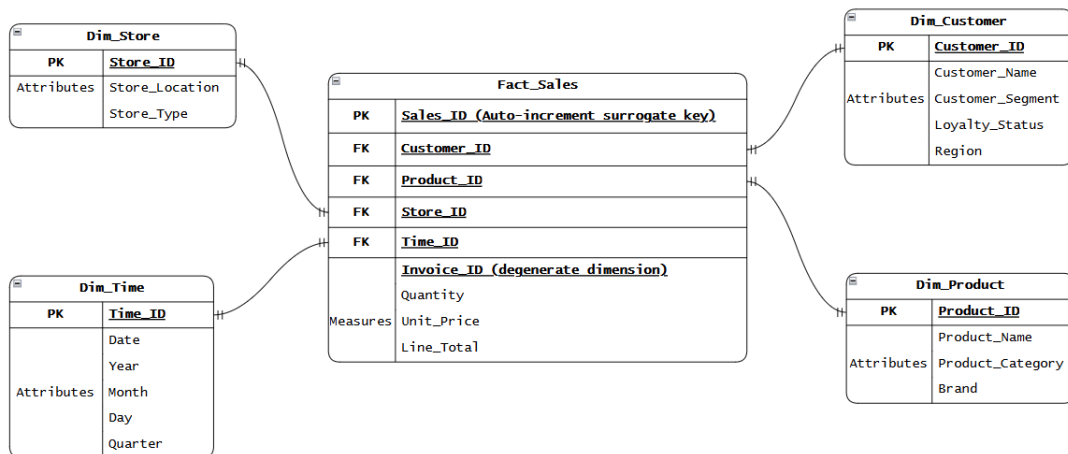 Dim_Store
PK Store_ID
Attributes Store_Location
Store_Type
Fact_Sales
PK Sales_ID (Auto-increment surrogate key)
FK Customer_ID
FK Product_ID
FK Store_ID
FK Time_ID
Invoice_ID (degenerate dimension)
Quantity
Measures Unit_Price
Line_Total
Dim_Customer
PK Customer_ID
Customer_Name
Attributes Customer_Segment
Loyalty_Status
Region
Dim_Time
PK Time_ID
Date
Year
Attributes Month
Day
Quarter
Dim_Product
PK Product_ID
Product_Name
Attributes Product_Category
Brand